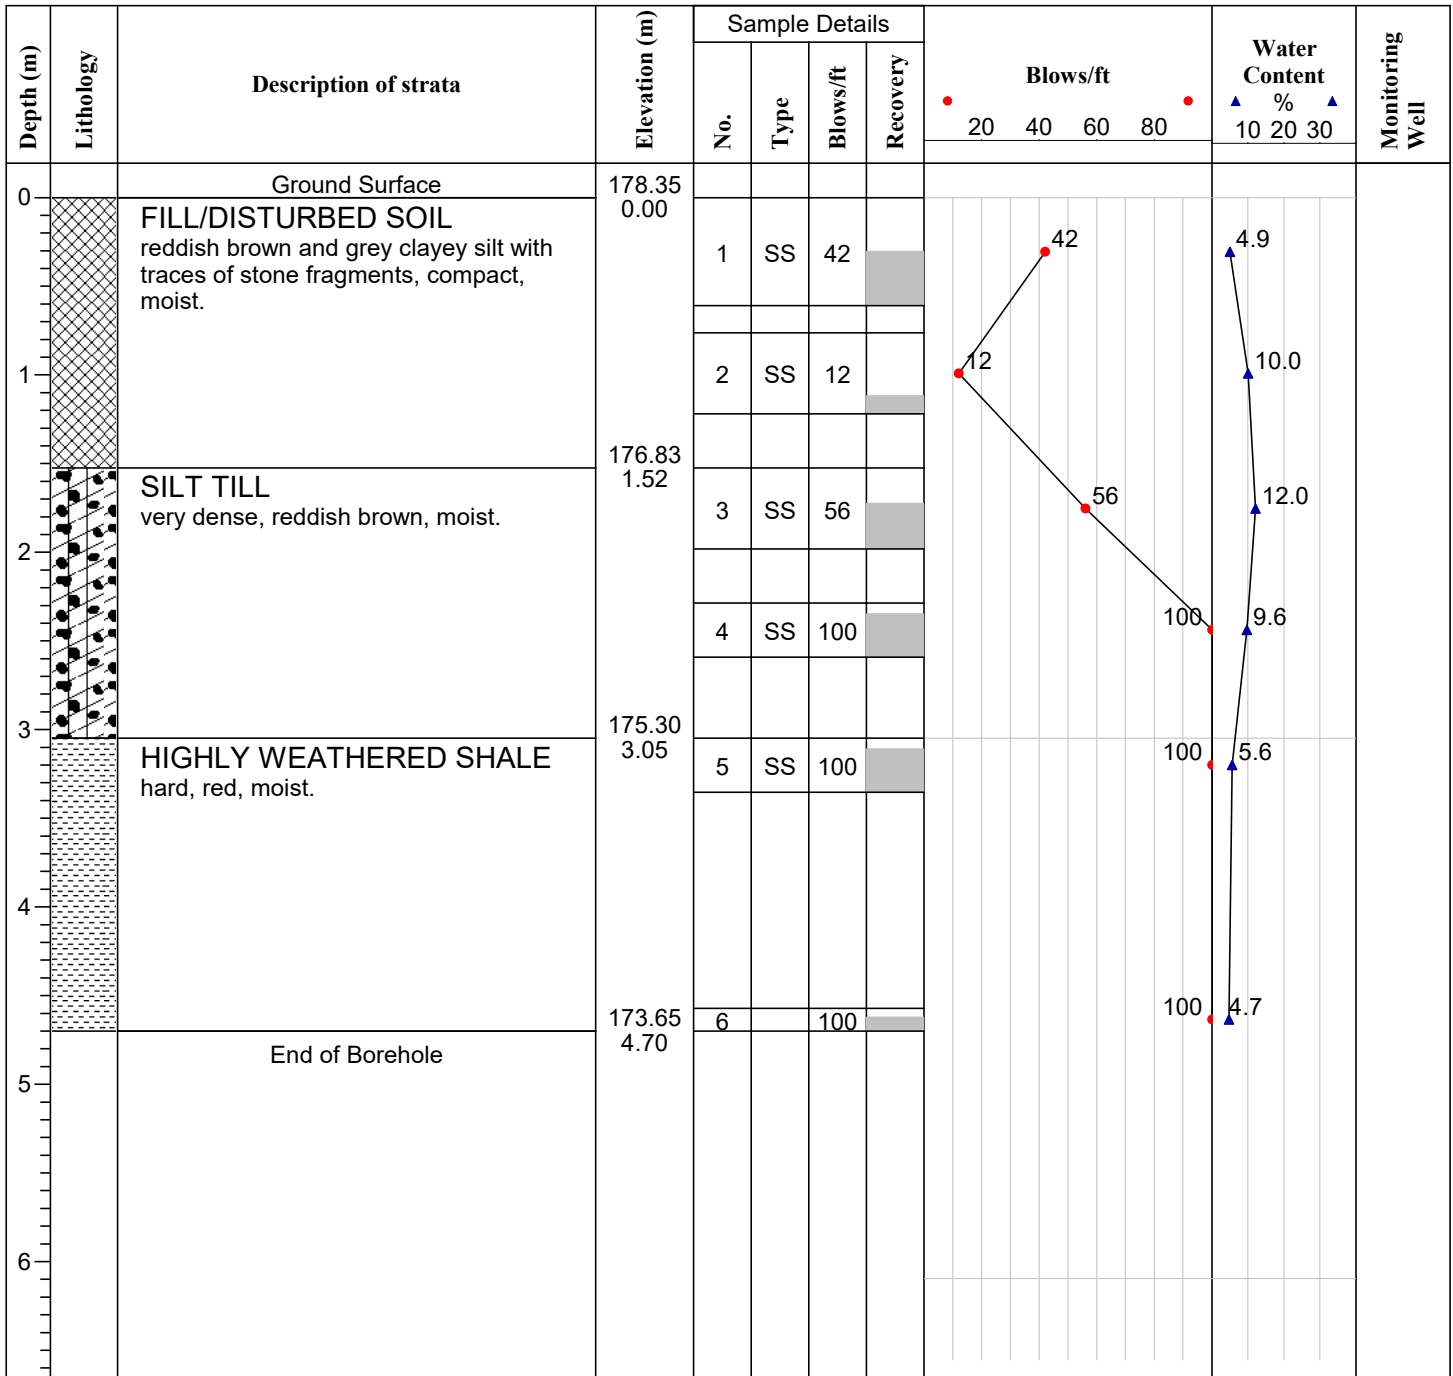 Depth (m)
Lithology
Description of strata
Elevation (m)
Sample Details
No.
Type
Blows/ft
Recovery
Blows/ft
20 40 60 80
Water
Content
%
10 20 30
Monitoring
Well
Ground Surface
178.35
0.00
0
FILL/DISTURBED SOIL
reddish brown and grey clayey silt with
traces of stone fragments, compact,
moist.
1 SS 42
42
4.9
1
2 SS 12
12
10.0
176.83
1.52
SILT TILL
very dense, reddish brown, moist.
3 SS 56
56
12.0
2
4 SS 100
100
9.6
3
175.30
3.05
HIGHLY WEATHERED SHALE
hard, red, moist.
5 SS 100
100
5.6
4
173.65
4.70
6 100
100
4.7
End of Borehole
5
6